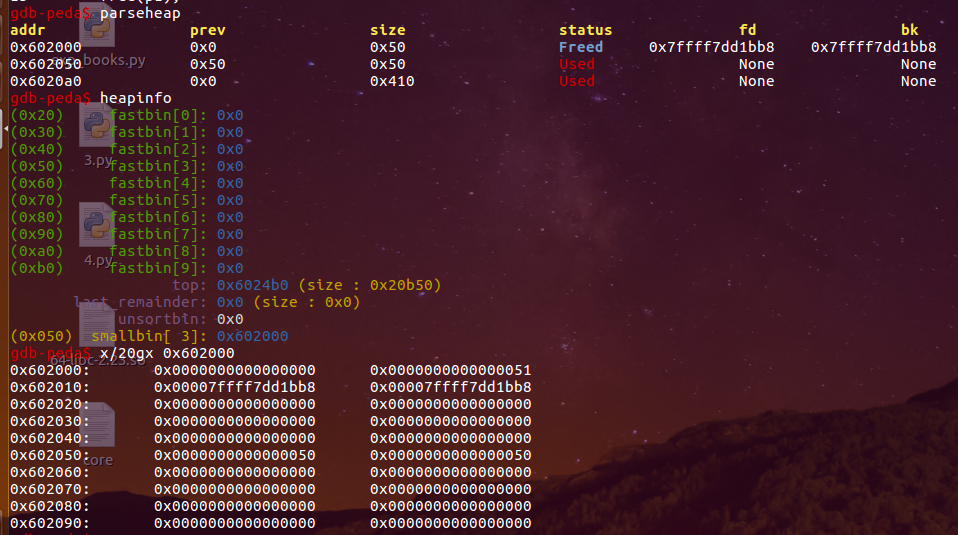 gdb-peda$ parseheap
addr prev size status fd bk
0x602000 0x0 0x50 Freed 0x7ffff7dd1bb8 0x7ffff7dd1bb8
0x602050 0x50 0x50 Used None None
books.py
0x6020a0 0x0 0x410 Used None None
gdb-peda$ heapinfo
(0x20) fastbin[0]: 0x0
(0x30) fastbin[1]: 0x0
(0x40) fastbin[2]: 0x0
3.py
(0x50) fastbin[3]: 0x0
(0x60) fastbin[4]: 0x0
(0x70) fastbin[5]: 0x0
(0x80) fastbin[6]: 0x0
(0x90) fastbin[7]: 0x0
(0xa0) fastbin[8]: 0x0
4.py
(0xb0) fastbin[9]: 0x0
top: 0x6024b0 (size : 0x20b50)
last_remainder: 0x0 (size : 0x0)
unsortbin: 0x0
(0x050) smallbin[ 3]: 0x602000
gdb-peda$ x/20gx 0x602000
64-libc-2.23.so
0x602000: 0x0000000000000000 0x0000000000000051
0x602010: 0x00007ffff7dd1bb8 0x00007ffff7dd1bb8
0x602020: 0x0000000000000000 0x0000000000000000
0x602030: 0x0000000000000000 0x0000000000000000
0x602040: 0x0000000000000000 0x0000000000000000
0x602050: 0x0000000000000050 0x0000000000000050
core
0x602060: 0x0000000000000000 0x0000000000000000
0x602070: 0x0000000000000000 0x0000000000000000
0x602080: 0x0000000000000000 0x0000000000000000
0x602090: 0x0000000000000000 0x0000000000000000